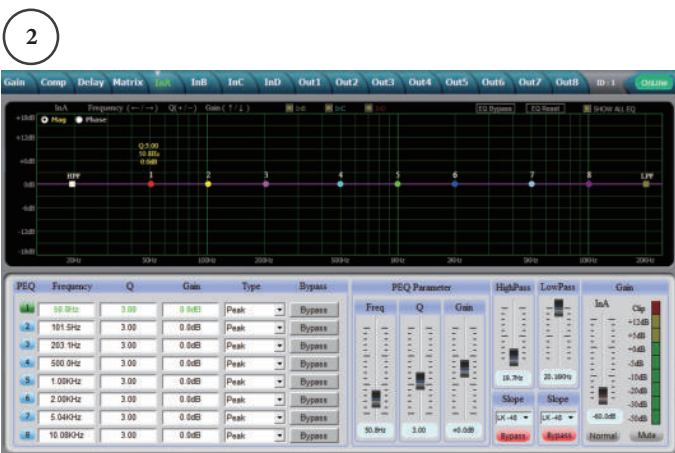 2
Gain Comp Delay Matrix InA InB InC InD Out1 Out2 Out3 Out4 Out5 Out6 Out7 Out8 ID : 1 OnLine
InA Frequency (←/→) Q(+/−) Gain(↑/↓) InB InC InD EQ Bypass EQ Reset SHOW ALL EQ
+18dB Mag Phase
+12dB
Q:3.00
50.8Hz
+6dB 0.0dB
HPF 1 2 3 4 5 6 7 8 LPF
0dB
-6dB
-12dB
-18dB
20Hz 50Hz 100Hz 200Hz 500Hz 1KHz 2KHz 5KHz 10KHz 20KHz
PEQ Frequency Q Gain Type Bypass
1 50.8Hz 3.00 0.0dB Peak Bypass
2 101.5Hz 3.00 0.0dB Peak Bypass
3 203.1Hz 3.00 0.0dB Peak Bypass
4 500.0Hz 3.00 0.0dB Peak Bypass
5 1.00KHz 3.00 0.0dB Peak Bypass
6 2.00KHz 3.00 0.0dB Peak Bypass
7 5.04KHz 3.00 0.0dB Peak Bypass
8 10.08KHz 3.00 0.0dB Peak Bypass
PEQ Parameter
Freq Q Gain
50.8Hz 3.00 +0.0dB
HighPass LowPass
19.7Hz
Slope Slope
LK-48 LK-48
Bypass Bypass
Gain
InA Clip
+12dB
+5dB
-5dB
-10dB
-20dB
-30dB
-60.0dB -50dB
Normal Mute